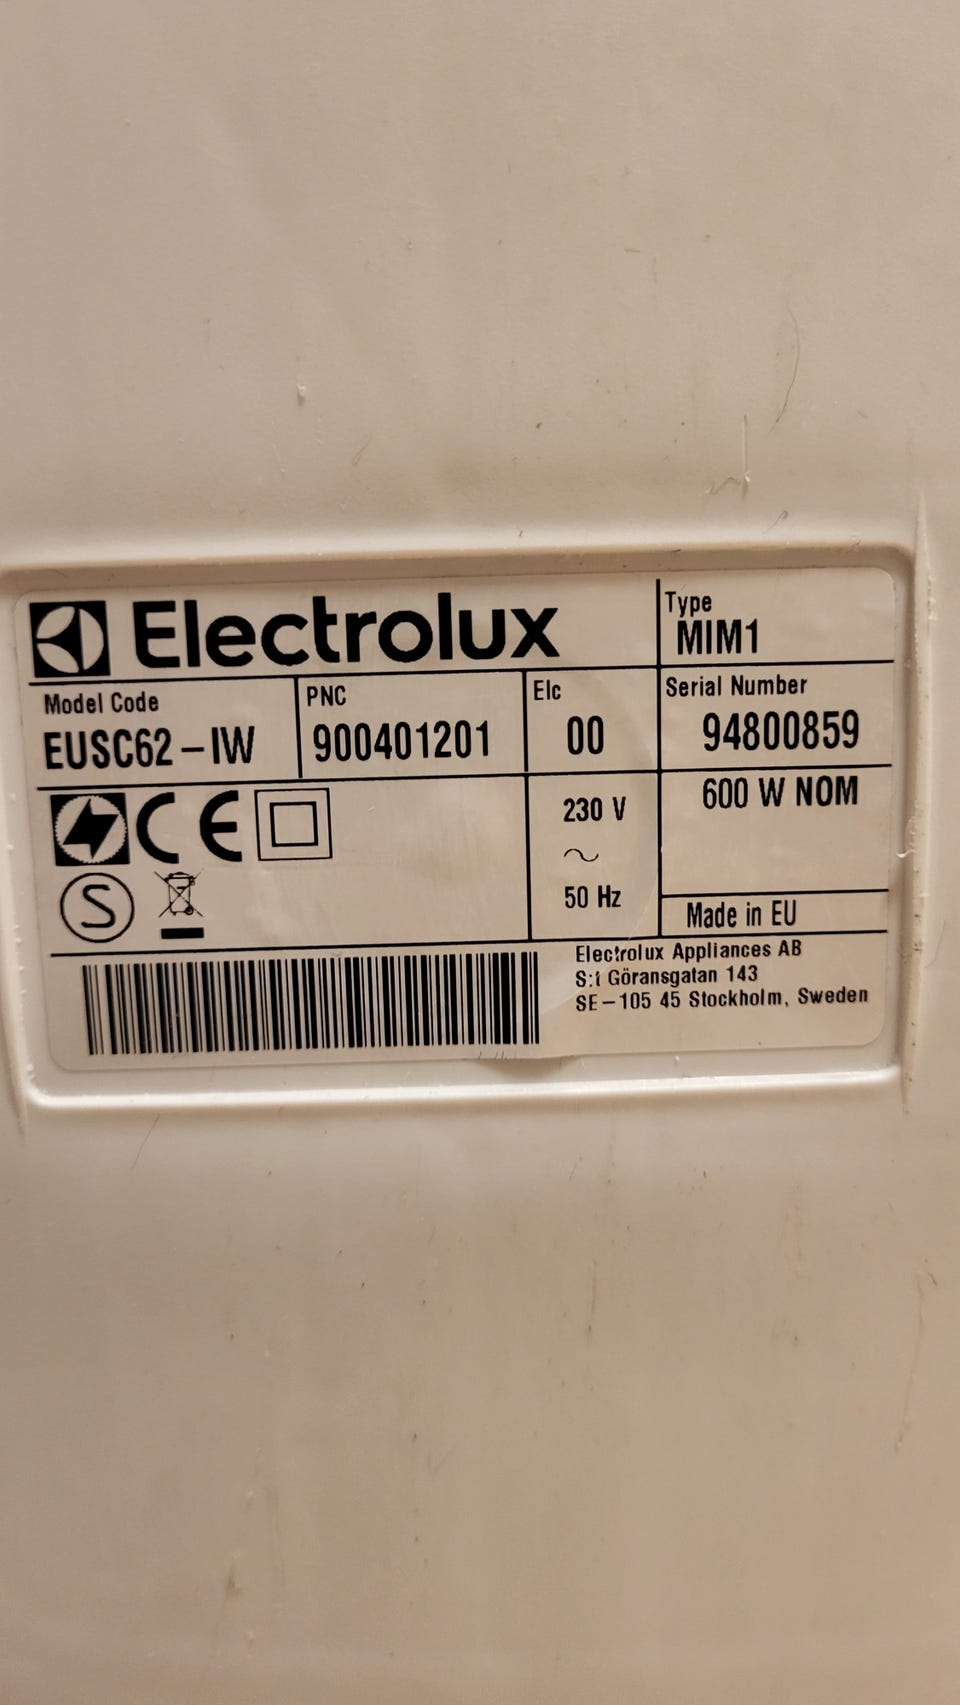 Electrolux
Type
MIM1
Model Code
EUSC62-IW
PNC
900401201
Elc
00
Serial Number
94800859
CE
S
230 V
~
50 Hz
600 W NOM
Made in EU
Electrolux Appliances AB
S:t Göransgatan 143
SE-105 45 Stockholm, Sweden